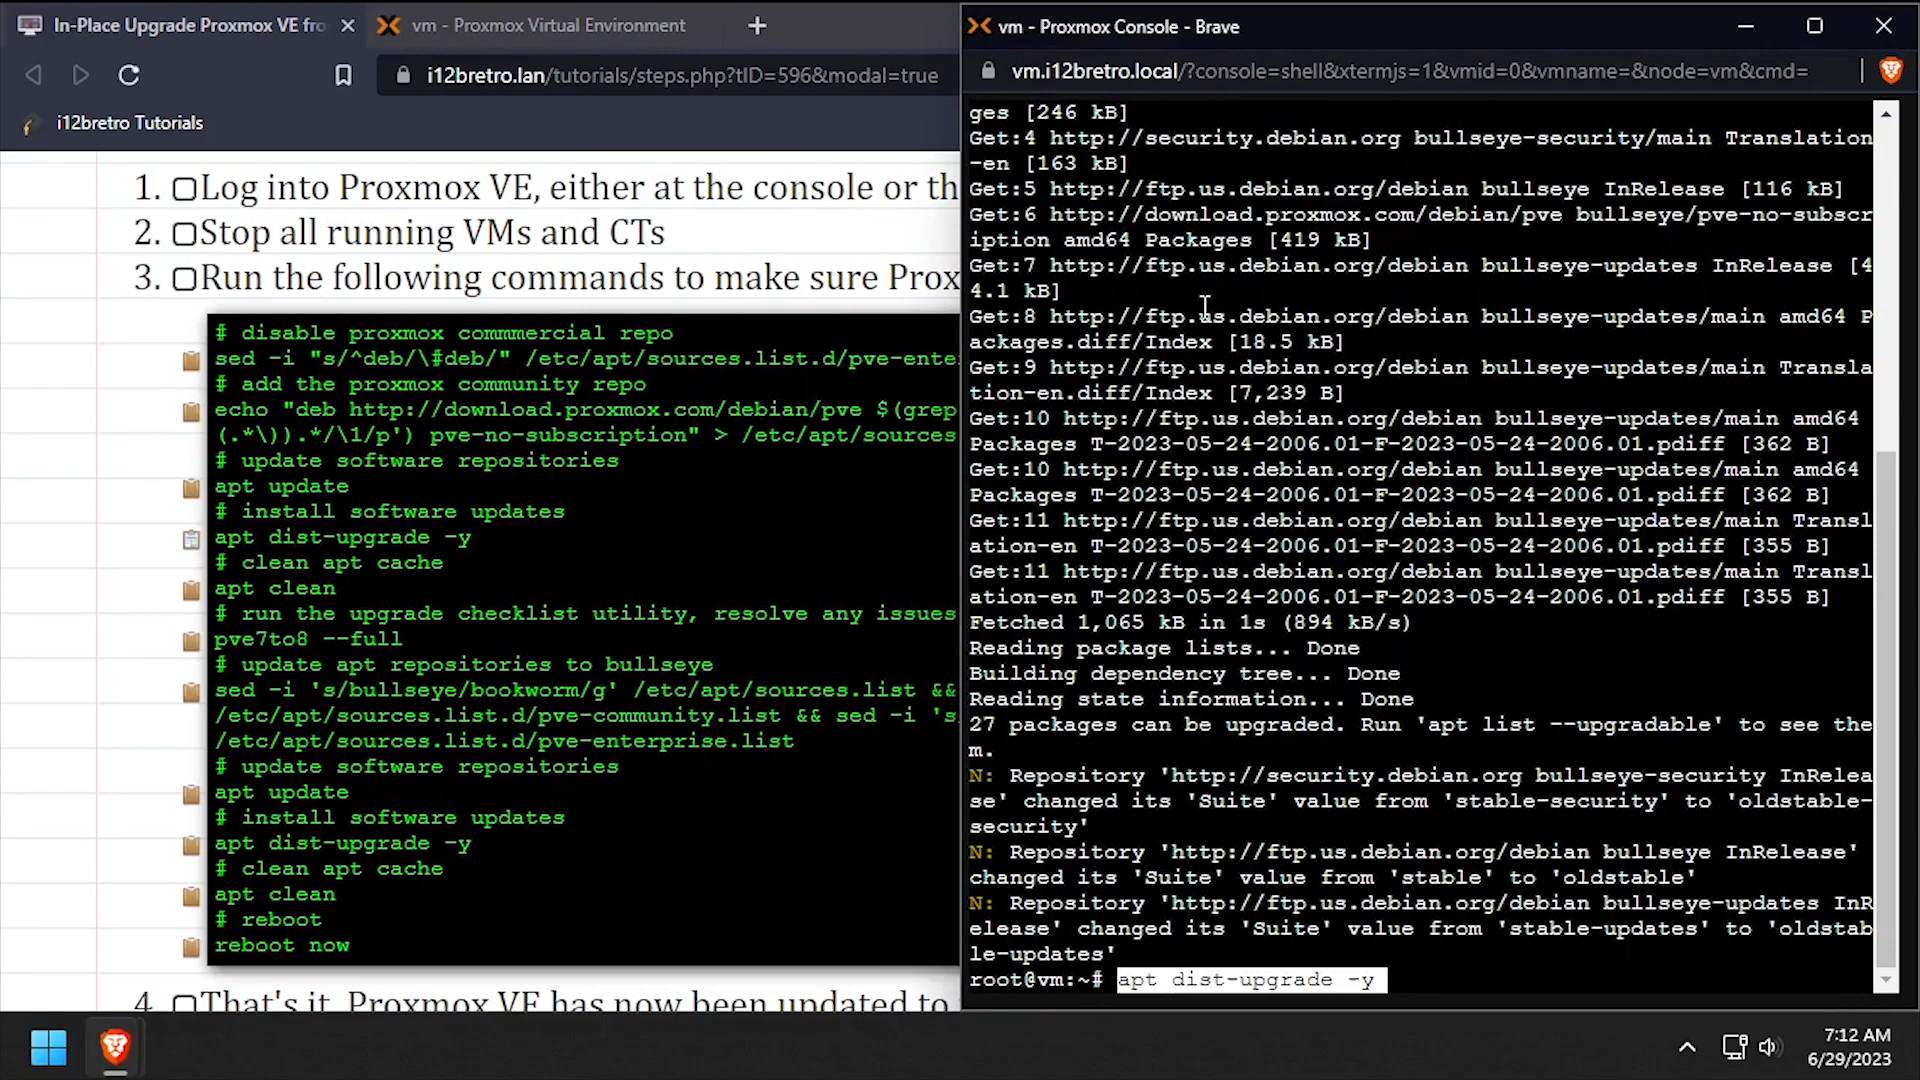 In-Place Upgrade Proxmox VE fro
vm - Proxmox Virtual Environment
i12bretro.lan/tutorials/steps.php?tID=596&modal=true
i12bretro Tutorials
1. Log into Proxmox VE, either at the console or th
2. Stop all running VMs and CTs
3. Run the following commands to make sure Prox
# disable proxmox commmercial repo
sed -i "s/^deb/\#deb/" /etc/apt/sources.list.d/pve-ente
# add the proxmox community repo
echo "deb http://download.proxmox.com/debian/pve $(grep
(.*\)).*/\1/p') pve-no-subscription" > /etc/apt/sources
# update software repositories
apt update
# install software updates
apt dist-upgrade -y
# clean apt cache
apt clean
# run the upgrade checklist utility, resolve any issues
pve7to8 --full
# update apt repositories to bullseye
sed -i 's/bullseye/bookworm/g' /etc/apt/sources.list &&
/etc/apt/sources.list.d/pve-community.list && sed -i 's
/etc/apt/sources.list.d/pve-enterprise.list
# update software repositories
apt update
# install software updates
apt dist-upgrade -y
# clean apt cache
apt clean
# reboot
reboot now
4. That's it, Proxmox VE has now been updated to
vm - Proxmox Console - Brave
vm.i12bretro.local/?console=shell&xtermjs=1&vmid=0&vmname=&node=vm&cmd=
ges [246 kB]
Get:4 http://security.debian.org bullseye-security/main Translation
-en [163 kB]
Get:5 http://ftp.us.debian.org/debian bullseye InRelease [116 kB]
Get:6 http://download.proxmox.com/debian/pve bullseye/pve-no-subscr
iption amd64 Packages [419 kB]
Get:7 http://ftp.us.debian.org/debian bullseye-updates InRelease [4
4.1 kB]
Get:8 http://ftp.us.debian.org/debian bullseye-updates/main amd64 P
ackages.diff/Index [18.5 kB]
Get:9 http://ftp.us.debian.org/debian bullseye-updates/main Transla
tion-en.diff/Index [7,239 B]
Get:10 http://ftp.us.debian.org/debian bullseye-updates/main amd64
Packages T-2023-05-24-2006.01-F-2023-05-24-2006.01.pdiff [362 B]
Get:10 http://ftp.us.debian.org/debian bullseye-updates/main amd64
Packages T-2023-05-24-2006.01-F-2023-05-24-2006.01.pdiff [362 B]
Get:11 http://ftp.us.debian.org/debian bullseye-updates/main Transl
ation-en T-2023-05-24-2006.01-F-2023-05-24-2006.01.pdiff [355 B]
Get:11 http://ftp.us.debian.org/debian bullseye-updates/main Transl
ation-en T-2023-05-24-2006.01-F-2023-05-24-2006.01.pdiff [355 B]
Fetched 1,065 kB in 1s (894 kB/s)
Reading package lists... Done
Building dependency tree... Done
Reading state information... Done
27 packages can be upgraded. Run 'apt list --upgradable' to see the
m.
N: Repository 'http://security.debian.org bullseye-security InRelea
se' changed its 'Suite' value from 'stable-security' to 'oldstable-
security'
N: Repository 'http://ftp.us.debian.org/debian bullseye InRelease'
changed its 'Suite' value from 'stable' to 'oldstable'
N: Repository 'http://ftp.us.debian.org/debian bullseye-updates InR
elease' changed its 'Suite' value from 'stable-updates' to 'oldstab
le-updates'
root@vm:~# apt dist-upgrade -y
7:12 AM
6/29/2023